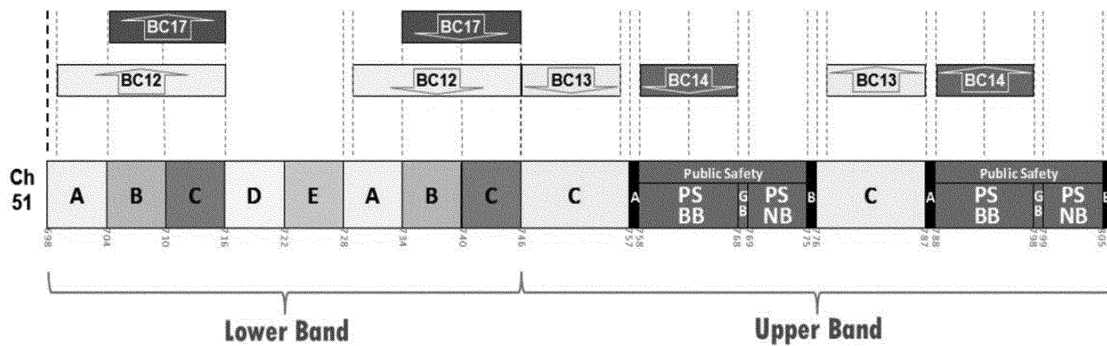 BC17 BC17
BC12 BC12 BC13 BC14 BC13 BC14
Ch
51
A B C D E A B C C A Public Safety B C A Public Safety B
PS BB GB PS NB PS BB GB PS NB
698 704 710 716 722 728 734 740 746 757 758 768 769 775 776 787 788 798 799 805
Lower Band Upper Band